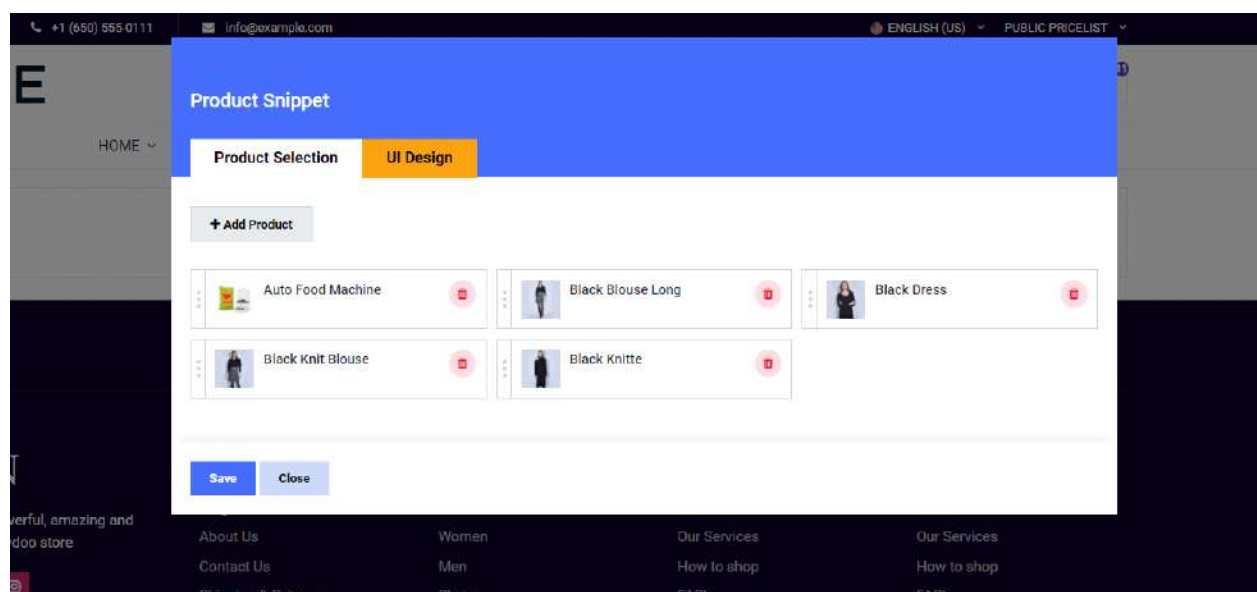 +1 (650) 555-0111 info@example.com ENGLISH (US) PUBLIC PRICELIST
E
HOME
Product Snippet
Product Selection UI Design
+ Add Product
Auto Food Machine Black Blouse Long Black Dress
Black Knit Blouse Black Knitte
Save Close
N
verful, amazing and
doo store
About Us Women Our Services Our Services
Contact Us Men How to shop How to shop